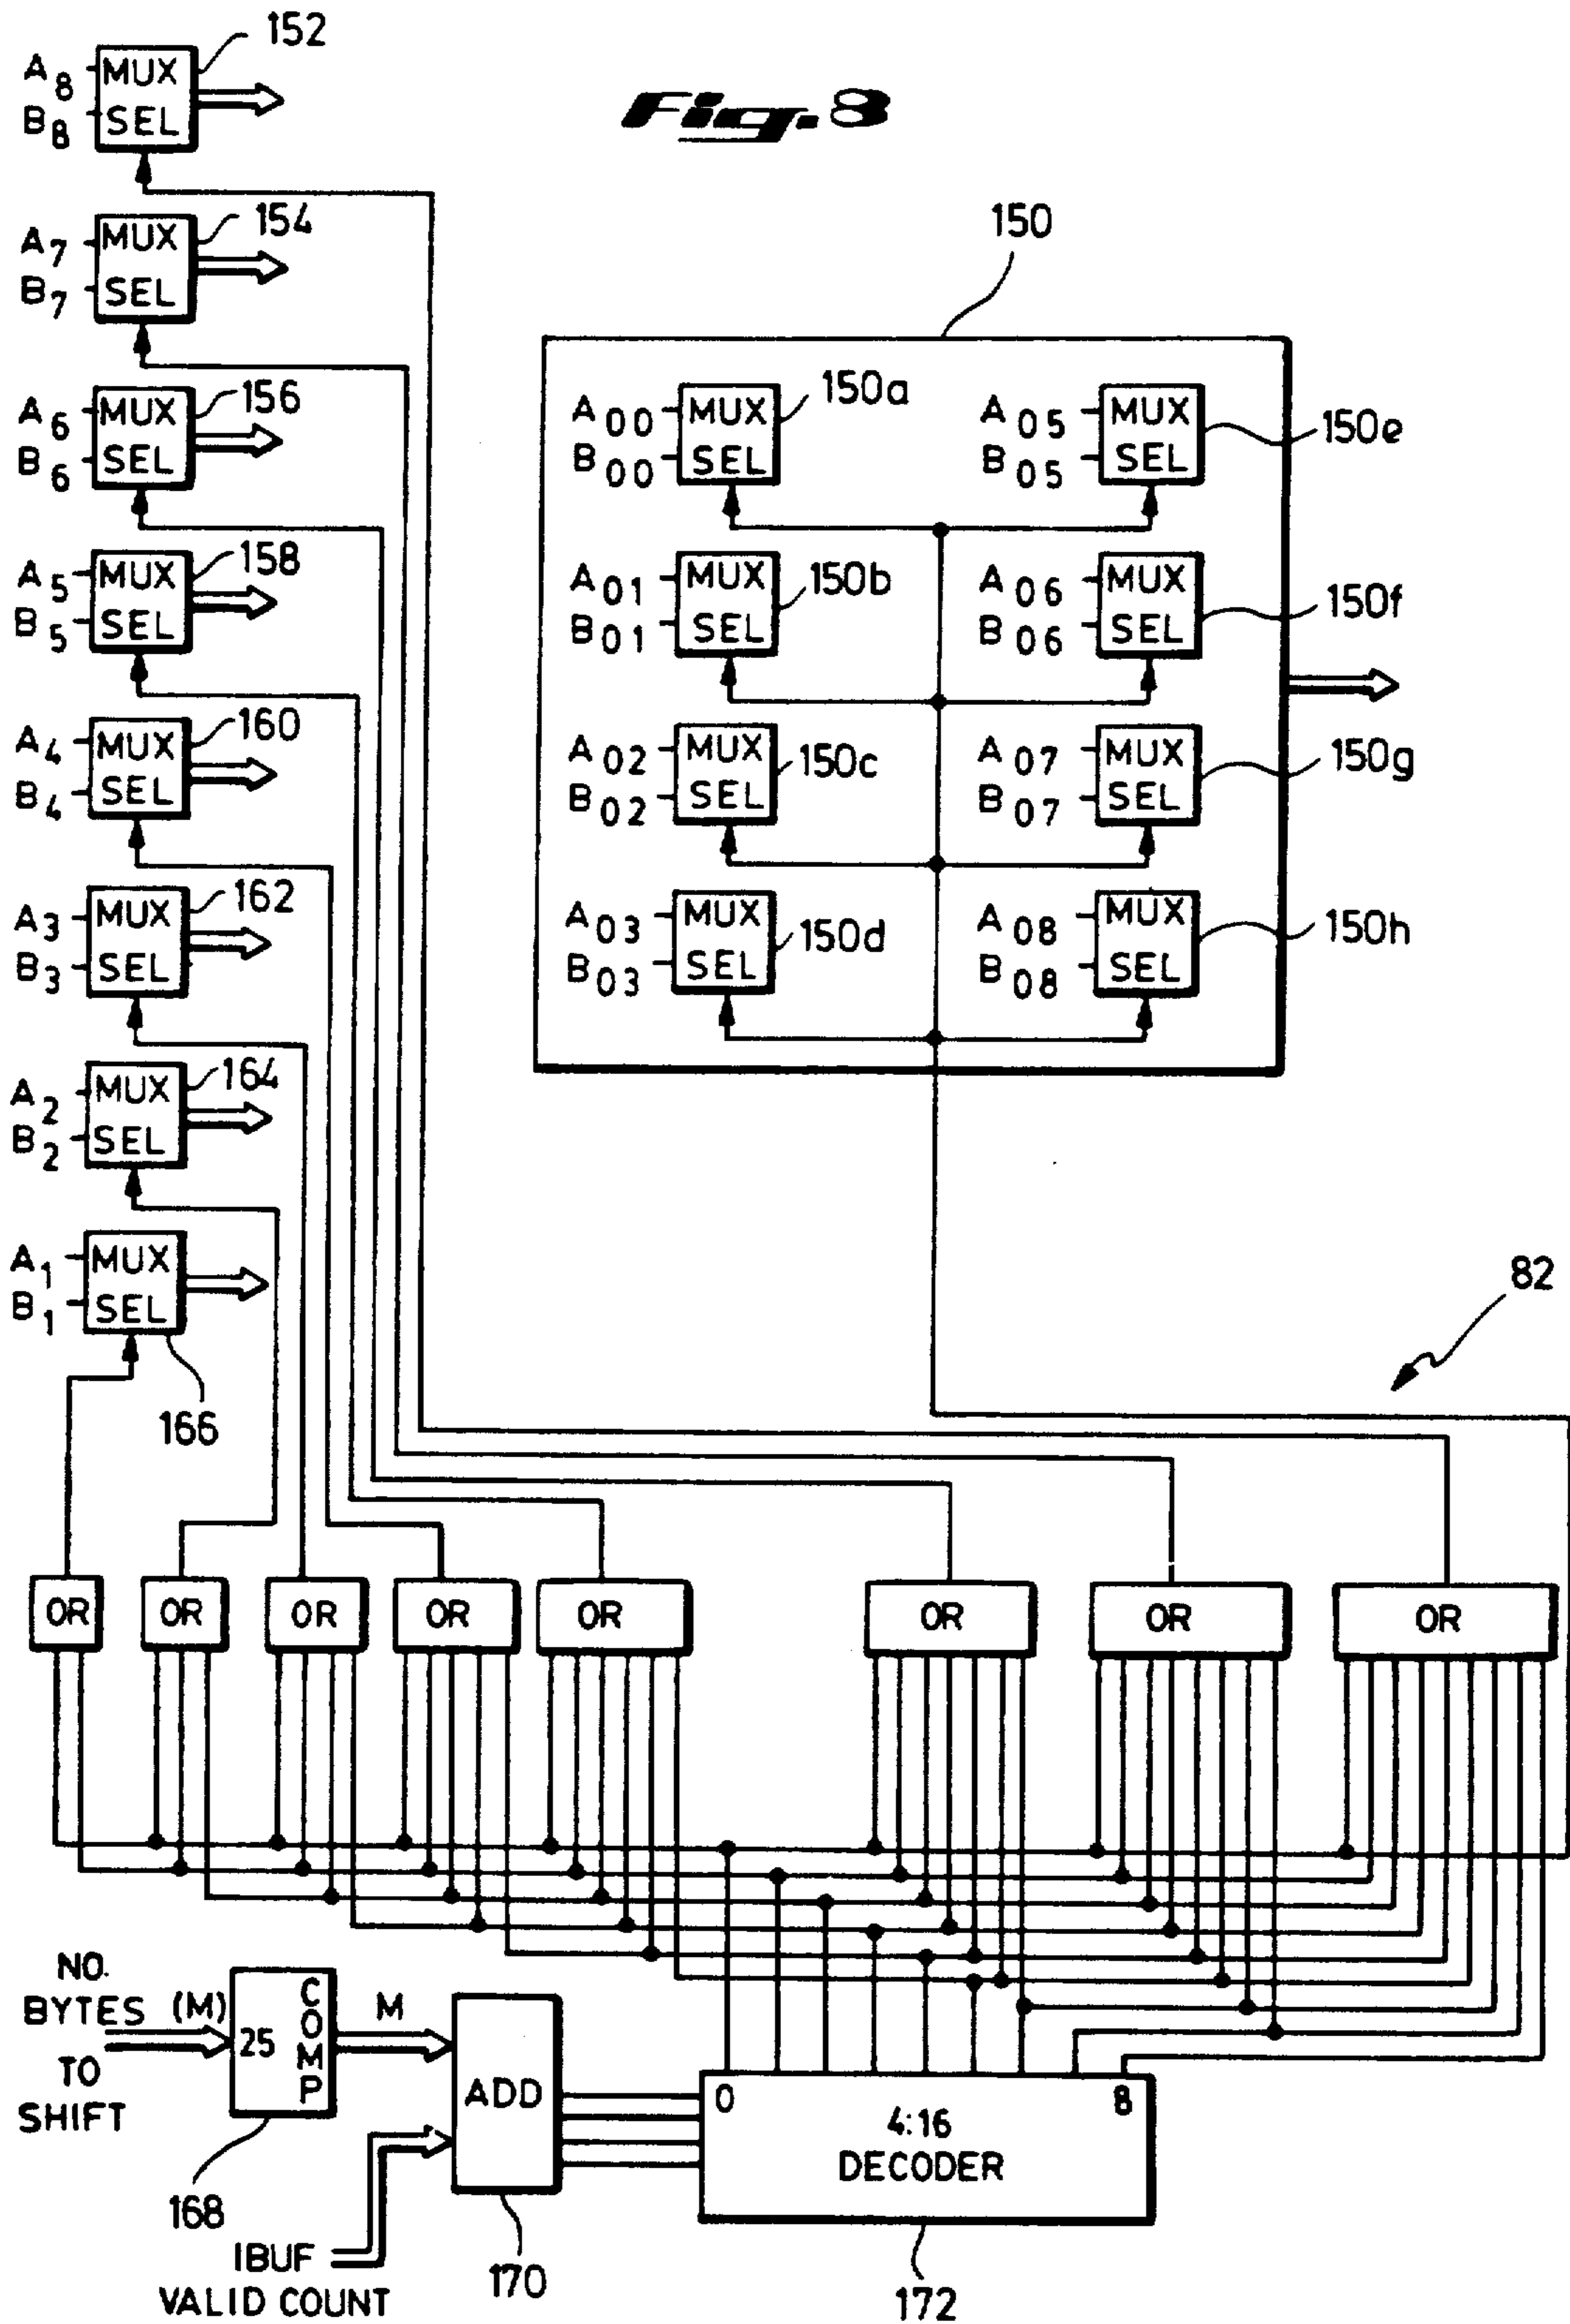 Fig. 8
152
A8 MUX
B8 SEL
154
A7 MUX
B7 SEL
156
A6 MUX
B6 SEL
158
A5 MUX
B5 SEL
160
A4 MUX
B4 SEL
162
A3 MUX
B3 SEL
164
A2 MUX
B2 SEL
A1 MUX
B1 SEL
166
150
A00 MUX 150a
B00 SEL
A05 MUX 150e
B05 SEL
A01 MUX 150b
B01 SEL
A06 MUX 150f
B06 SEL
A02 MUX 150c
B02 SEL
A07 MUX 150g
B07 SEL
A03 MUX 150d
B03 SEL
A08 MUX 150h
B08 SEL
82
OR OR OR OR OR OR OR OR
NO.
BYTES (M)
TO
SHIFT
25 COMP
168
M
ADD
170
IBUF
VALID COUNT
0 8
4:16
DECODER
172